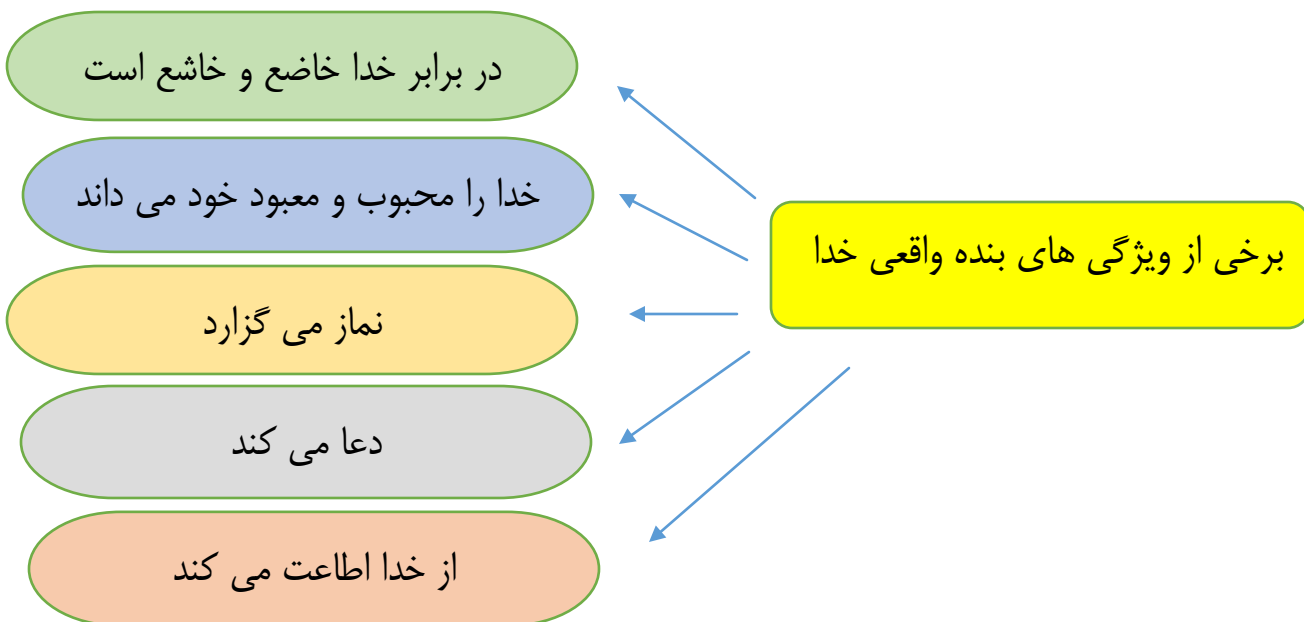 برخی از ویژگی های بنده واقعی خدا
در برابر خدا خاضع و خاشع است
خدا را محبوب و معبود خود می داند
نماز می گزارد
دعا می کند
از خدا اطاعت می کند